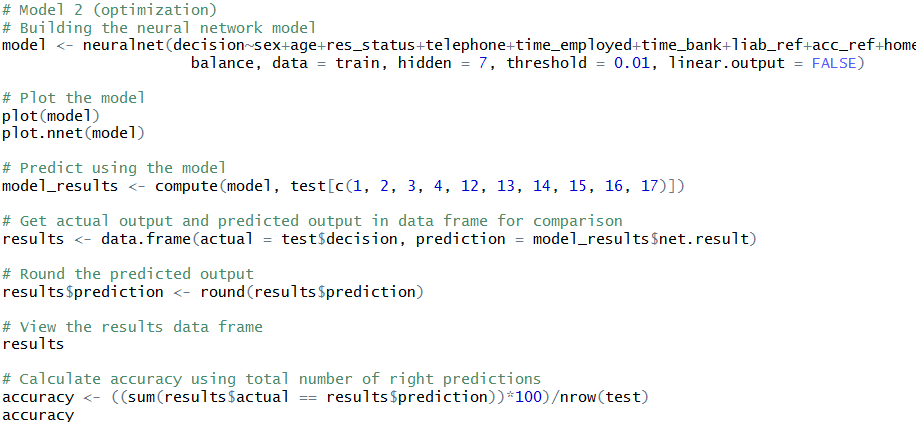 # Model 2 (optimization)
# Building the neural network model
model <- neuralnet(decision~sex+age+res_status+telephone+time_employed+time_bank+liab_ref+acc_ref+home
balance, data = train, hidden = 7, threshold = 0.01, linear.output = FALSE)
# Plot the model
plot(model)
plot.nnet(model)
# Predict using the model
model_results <- compute(model, test[c(1, 2, 3, 4, 12, 13, 14, 15, 16, 17)])
# Get actual output and predicted output in data frame for comparison
results <- data.frame(actual = test$decision, prediction = model_results$net.result)
# Round the predicted output
results$prediction <- round(results$prediction)
# View the results data frame
results
# Calculate accuracy using total number of right predictions
accuracy <- ((sum(results$actual == results$prediction))*100)/nrow(test)
accuracy